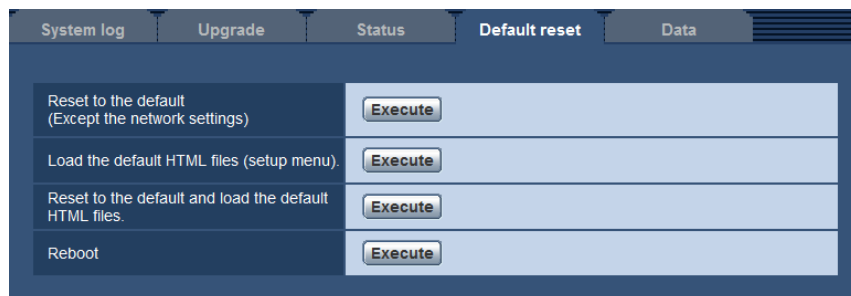 System log Upgrade Status Default reset Data
Reset to the default
(Except the network settings)
Execute
Load the default HTML files (setup menu).
Execute
Reset to the default and load the default
HTML files.
Execute
Reboot
Execute